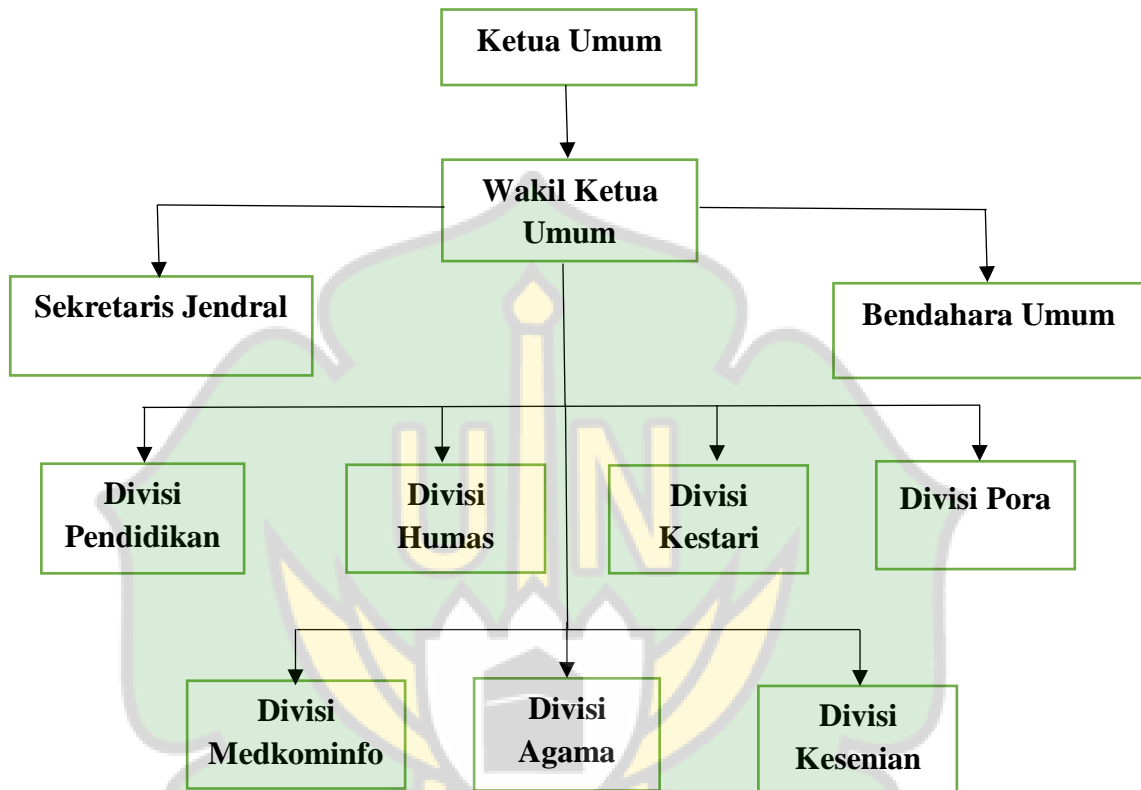 Ketua Umum
Wakil Ketua
Umum
Sekretaris Jendral
Bendahara Umum
Divisi
Pendidikan
Divisi
Humas
Divisi
Kestari
Divisi Pora
Divisi
Medkominfo
Divisi
Agama
Divisi
Kesenian
UIN